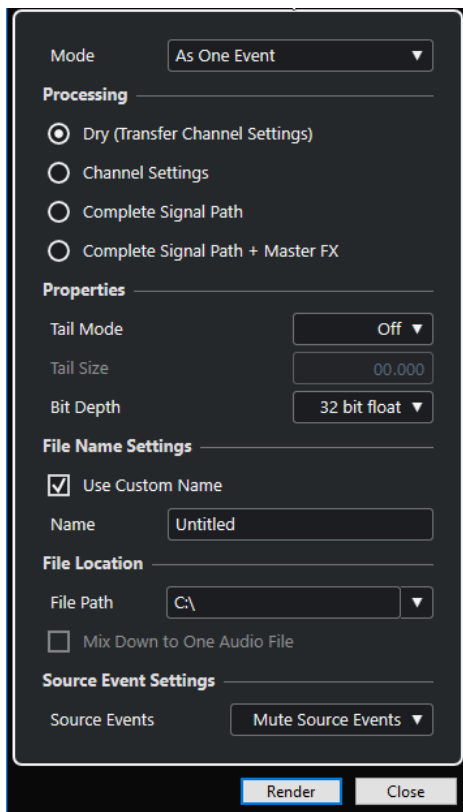 Mode As One Event
Processing
Dry (Transfer Channel Settings)
Channel Settings
Complete Signal Path
Complete Signal Path + Master FX
Properties
Tail Mode Off
Tail Size 00.000
Bit Depth 32 bit float
File Name Settings
Use Custom Name
Name Untitled
File Location
File Path C:\
Mix Down to One Audio File
Source Event Settings
Source Events Mute Source Events
Render Close